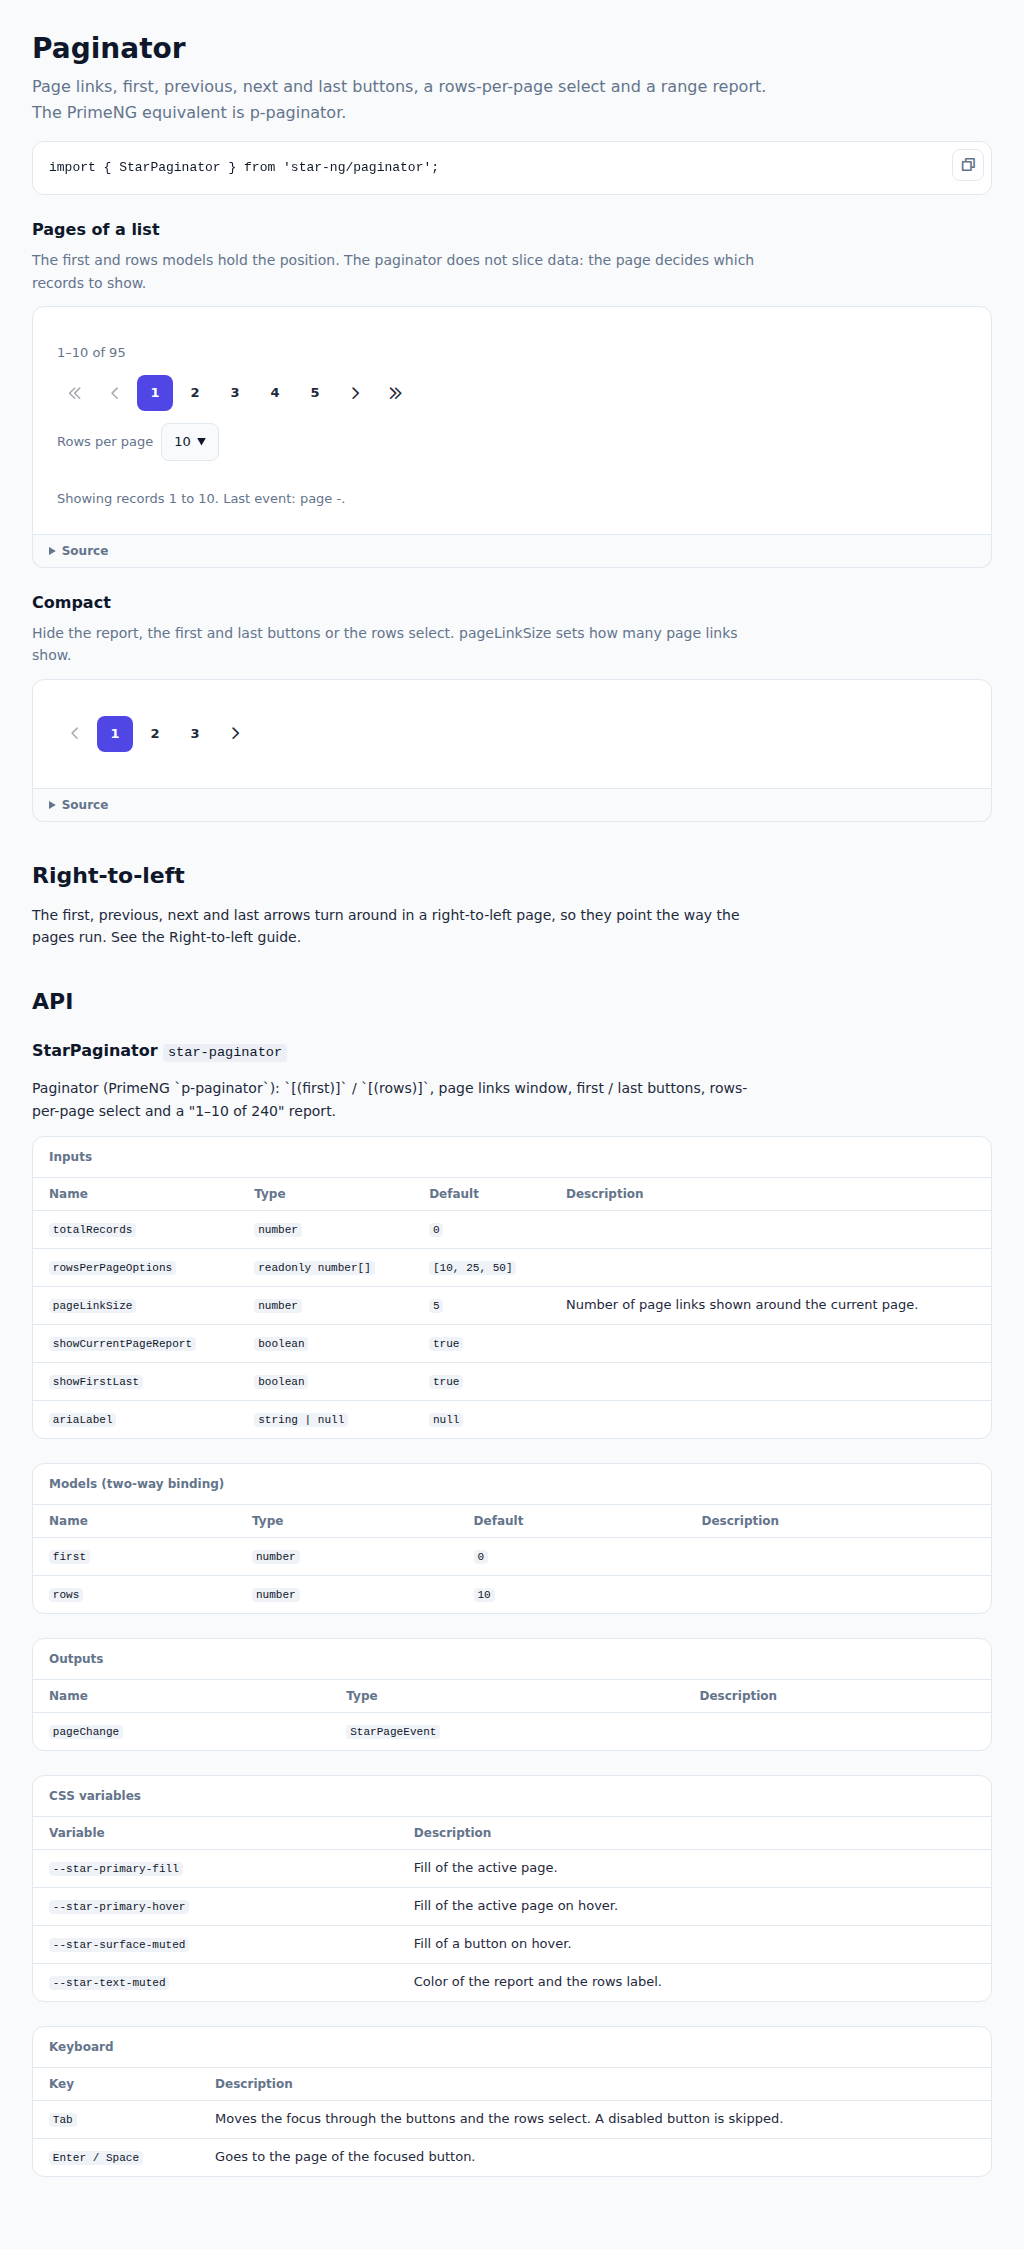 Paginator
Page links, first, previous, next and last buttons, a rows-per-page select and a range report.
The PrimeNG equivalent is p-paginator.
import { StarPaginator } from 'star-ng/paginator';
Pages of a list
The first and rows models hold the position. The paginator does not slice data: the page decides which
records to show.
1–10 of 95
1 2 3 4 5
Rows per page 10
Showing records 1 to 10. Last event: page -.
Source
Compact
Hide the report, the first and last buttons or the rows select. pageLinkSize sets how many page links
show.
1 2 3
Source
Right-to-left
The first, previous, next and last arrows turn around in a right-to-left page, so they point the way the
pages run. See the Right-to-left guide.
API
StarPaginator star-paginator
Paginator (PrimeNG `p-paginator`): `[(first)]` / `[(rows)]`, page links window, first / last buttons, rows-
per-page select and a "1–10 of 240" report.
Inputs
Name Type Default Description
totalRecords number 0
rowsPerPageOptions readonly number[] [10, 25, 50]
pageLinkSize number 5 Number of page links shown around the current page.
showCurrentPageReport boolean true
showFirstLast boolean true
ariaLabel string | null null
Models (two-way binding)
Name Type Default Description
first number 0
rows number 10
Outputs
Name Type Description
pageChange StarPageEvent
CSS variables
Variable Description
--star-primary-fill Fill of the active page.
--star-primary-hover Fill of the active page on hover.
--star-surface-muted Fill of a button on hover.
--star-text-muted Color of the report and the rows label.
Keyboard
Key Description
Tab Moves the focus through the buttons and the rows select. A disabled button is skipped.
Enter / Space Goes to the page of the focused button.